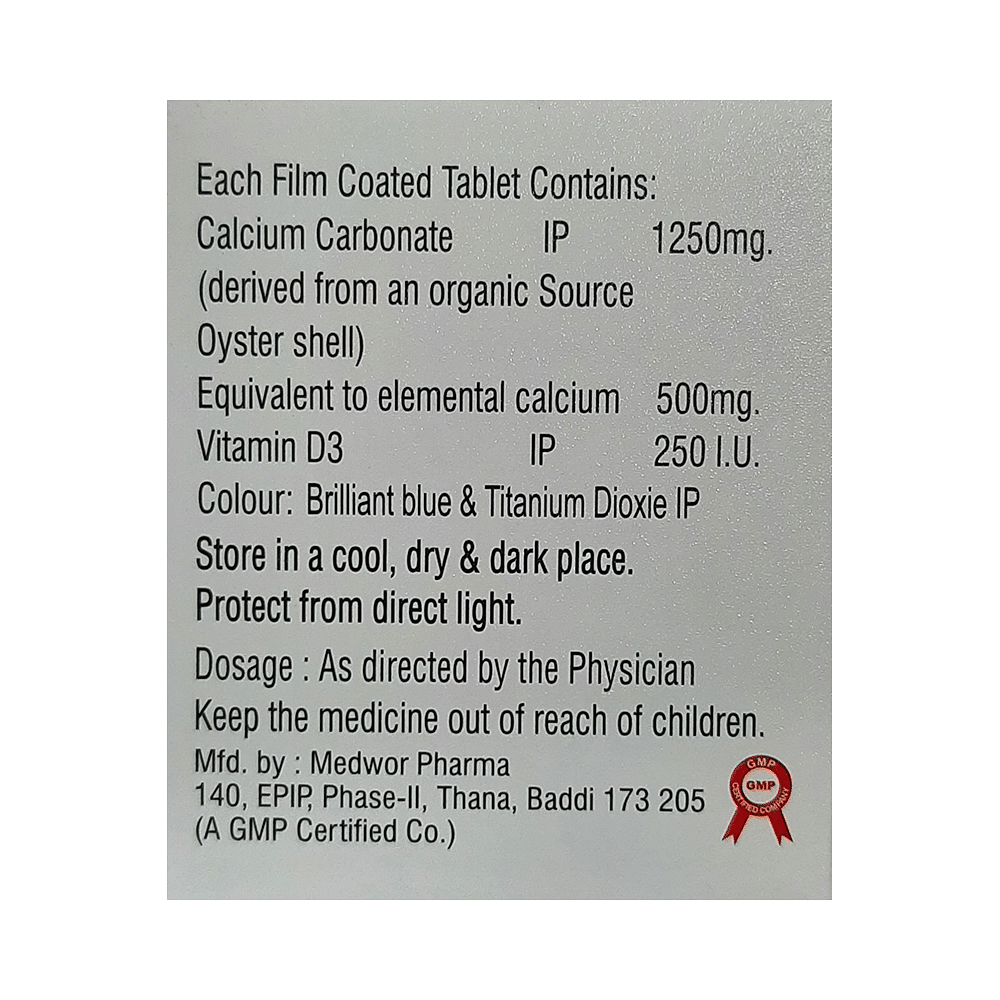 Each Film Coated Tablet Contains:
Calcium Carbonate IP 1250mg.
(derived from an organic Source
Oyster shell)
Equivalent to elemental calcium 500mg.
Vitamin D3 IP 250 I.U.
Colour: Brilliant blue & Titanium Dioxie IP
Store in a cool, dry & dark place.
Protect from direct light.
Dosage : As directed by the Physician
Keep the medicine out of reach of children.
Mfd. by : Medwor Pharma
140, EPIP, Phase-II, Thana, Baddi 173 205
(A GMP Certified Co.)
GMP
GMP
CERTIFIED COMPANY